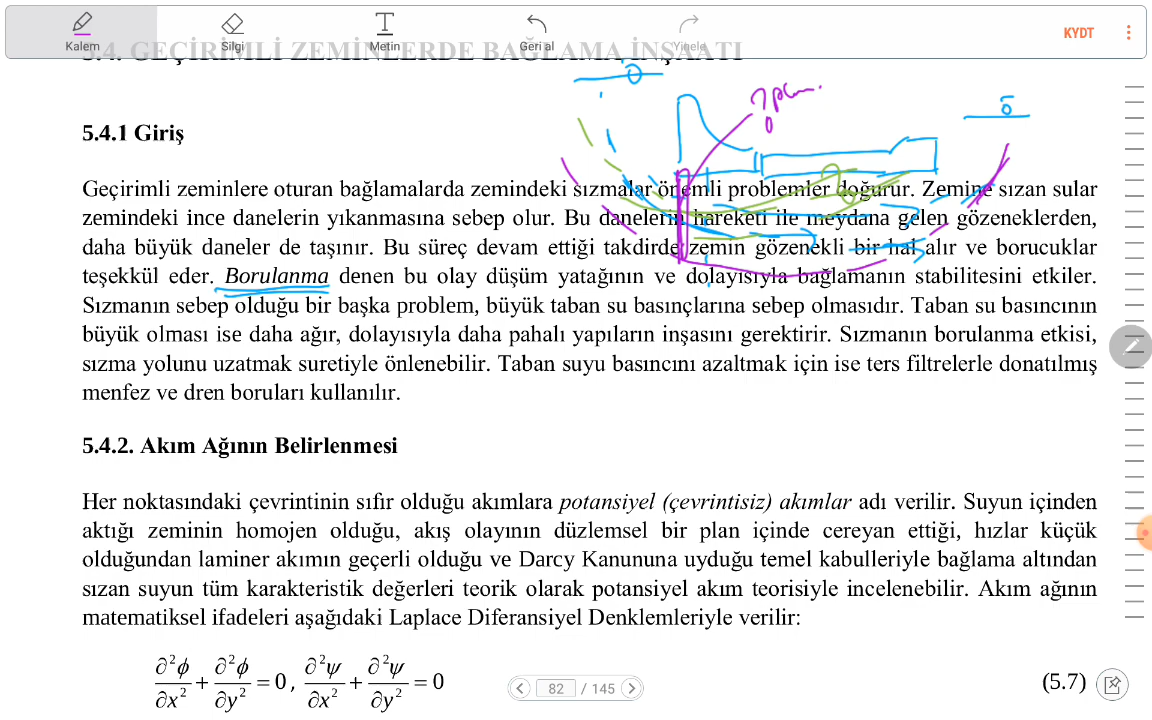 Kalem
Silgi
Metin
Geri al
Yinele
KYDT
5.4. GEÇİRİMLİ ZEMİNLERDE BAĞLAMA İNŞAATI
5.4.1 Giriş
Geçirimli zeminlere oturan bağlamalarda zemindeki sızmalar önemli problemler doğurur. Zemine sızan sular
zemindeki ince danelerin yıkanmasına sebep olur. Bu danelerin hareketi ile meydana gelen gözeneklerden,
daha büyük daneler de taşınır. Bu süreç devam ettiği takdirde zemin gözenekli bir hal alır ve borucuklar
teşekkül eder. Borulanma denen bu olay düşüm yatağının ve dolayısıyla bağlamanın stabilitesini etkiler.
Sızmanın sebep olduğu bir başka problem, büyük taban su basınçlarına sebep olmasıdır. Taban su basıncının
büyük olması ise daha ağır, dolayısıyla daha pahalı yapıların inşasını gerektirir. Sızmanın borulanma etkisi,
sızma yolunu uzatmak suretiyle önlenebilir. Taban suyu basıncını azaltmak için ise ters filtrelerle donatılmış
menfez ve dren boruları kullanılır.
5.4.2. Akım Ağının Belirlenmesi
Her noktasındaki çevrintinin sıfır olduğu akımlara potansiyel (çevrintisiz) akımlar adı verilir. Suyun içinden
aktığı zeminin homojen olduğu, akış olayının düzlemsel bir plan içinde cereyan ettiği, hızlar küçük
olduğundan laminer akımın geçerli olduğu ve Darcy Kanununa uyduğu temel kabulleriyle bağlama altından
sızan suyun tüm karakteristik değerleri teorik olarak potansiyel akım teorisiyle incelenebilir. Akım ağının
matematiksel ifadeleri aşağıdaki Laplace Diferansiyel Denklemleriyle verilir:
∂²ϕ/∂x² + ∂²ϕ/∂y² = 0 , ∂²ψ/∂x² + ∂²ψ/∂y² = 0 (5.7)
82 / 145